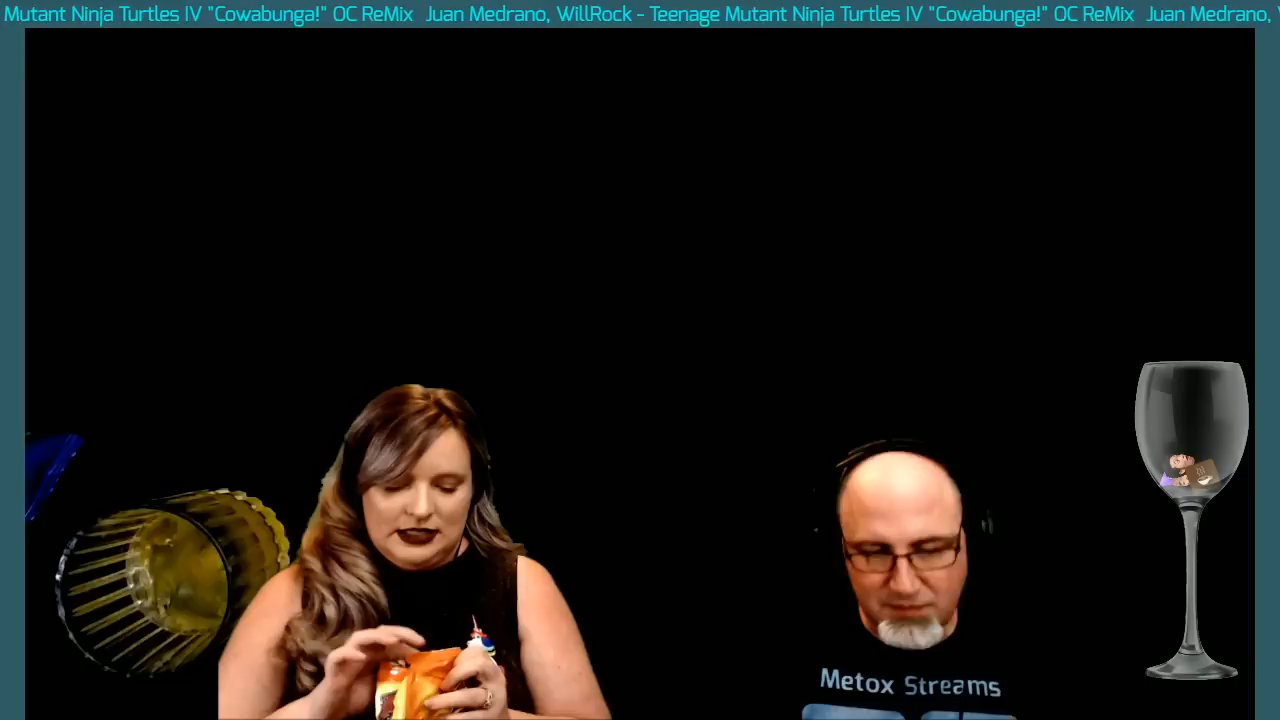 Mutant Ninja Turtles IV "Cowabunga!" OC ReMix Juan Medrano, WillRock - Teenage Mutant Ninja Turtles IV "Cowabunga!" OC ReMix Juan Medrano,
Metox Streams